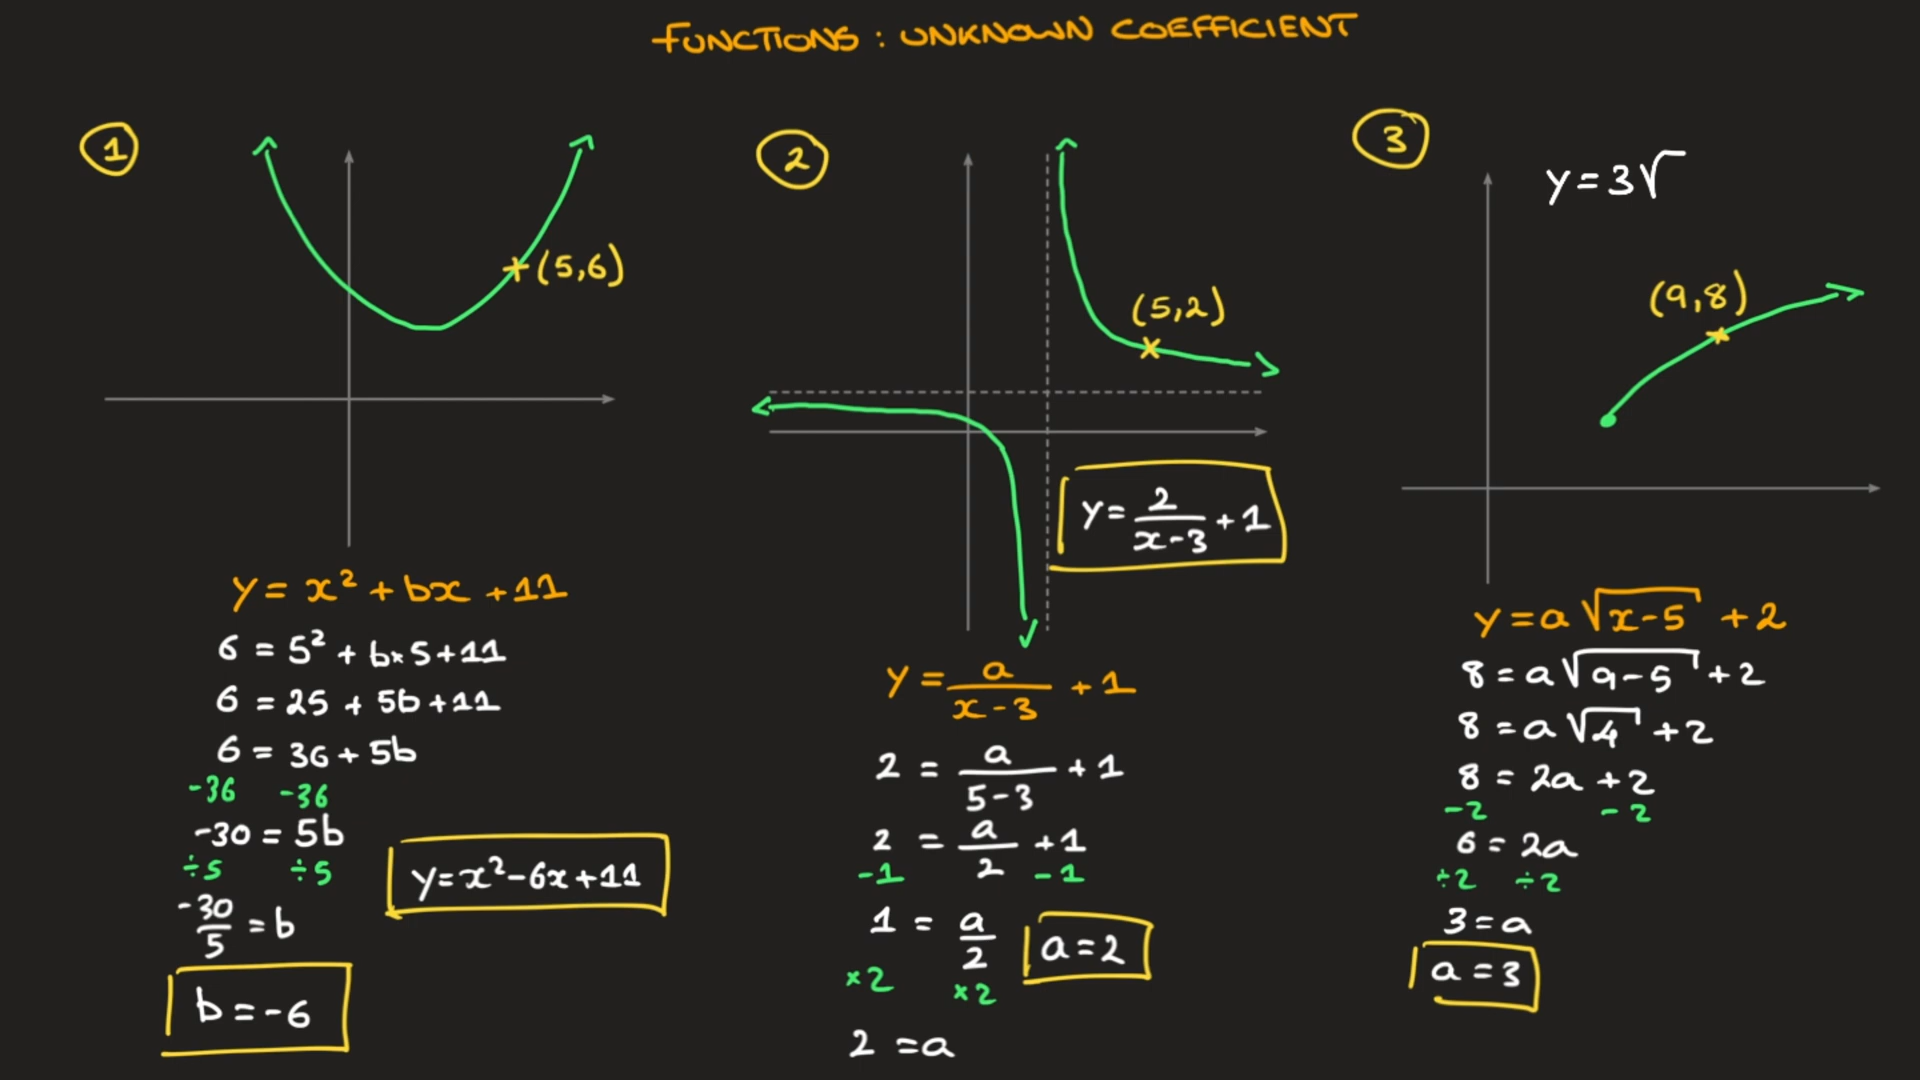 FUNCTIONS : UNKNOWN COEFFICIENT
1
(5,6)
y = x² + bx + 11
6 = 5² + b×5+11
6 = 25 + 5b+11
6 = 36+ 5b
-36 -36
-30 = 5b
÷5 ÷5
-30/5 = b
b = -6
y=x²-6x+11
2
(5,2)
y= 2/(x-3) +1
y = a/(x-3) + 1
2 = a/(5-3) +1
2 = a/2 +1
-1 -1
1 = a/2
×2 ×2
2 =a
a=2
3
y=3√
(9,8)
y =a √(x-5) +2
8 = a √(9-5) +2
8 = a √4 +2
8 = 2a +2
-2 -2
6 = 2a
÷2 ÷2
3=a
a =3